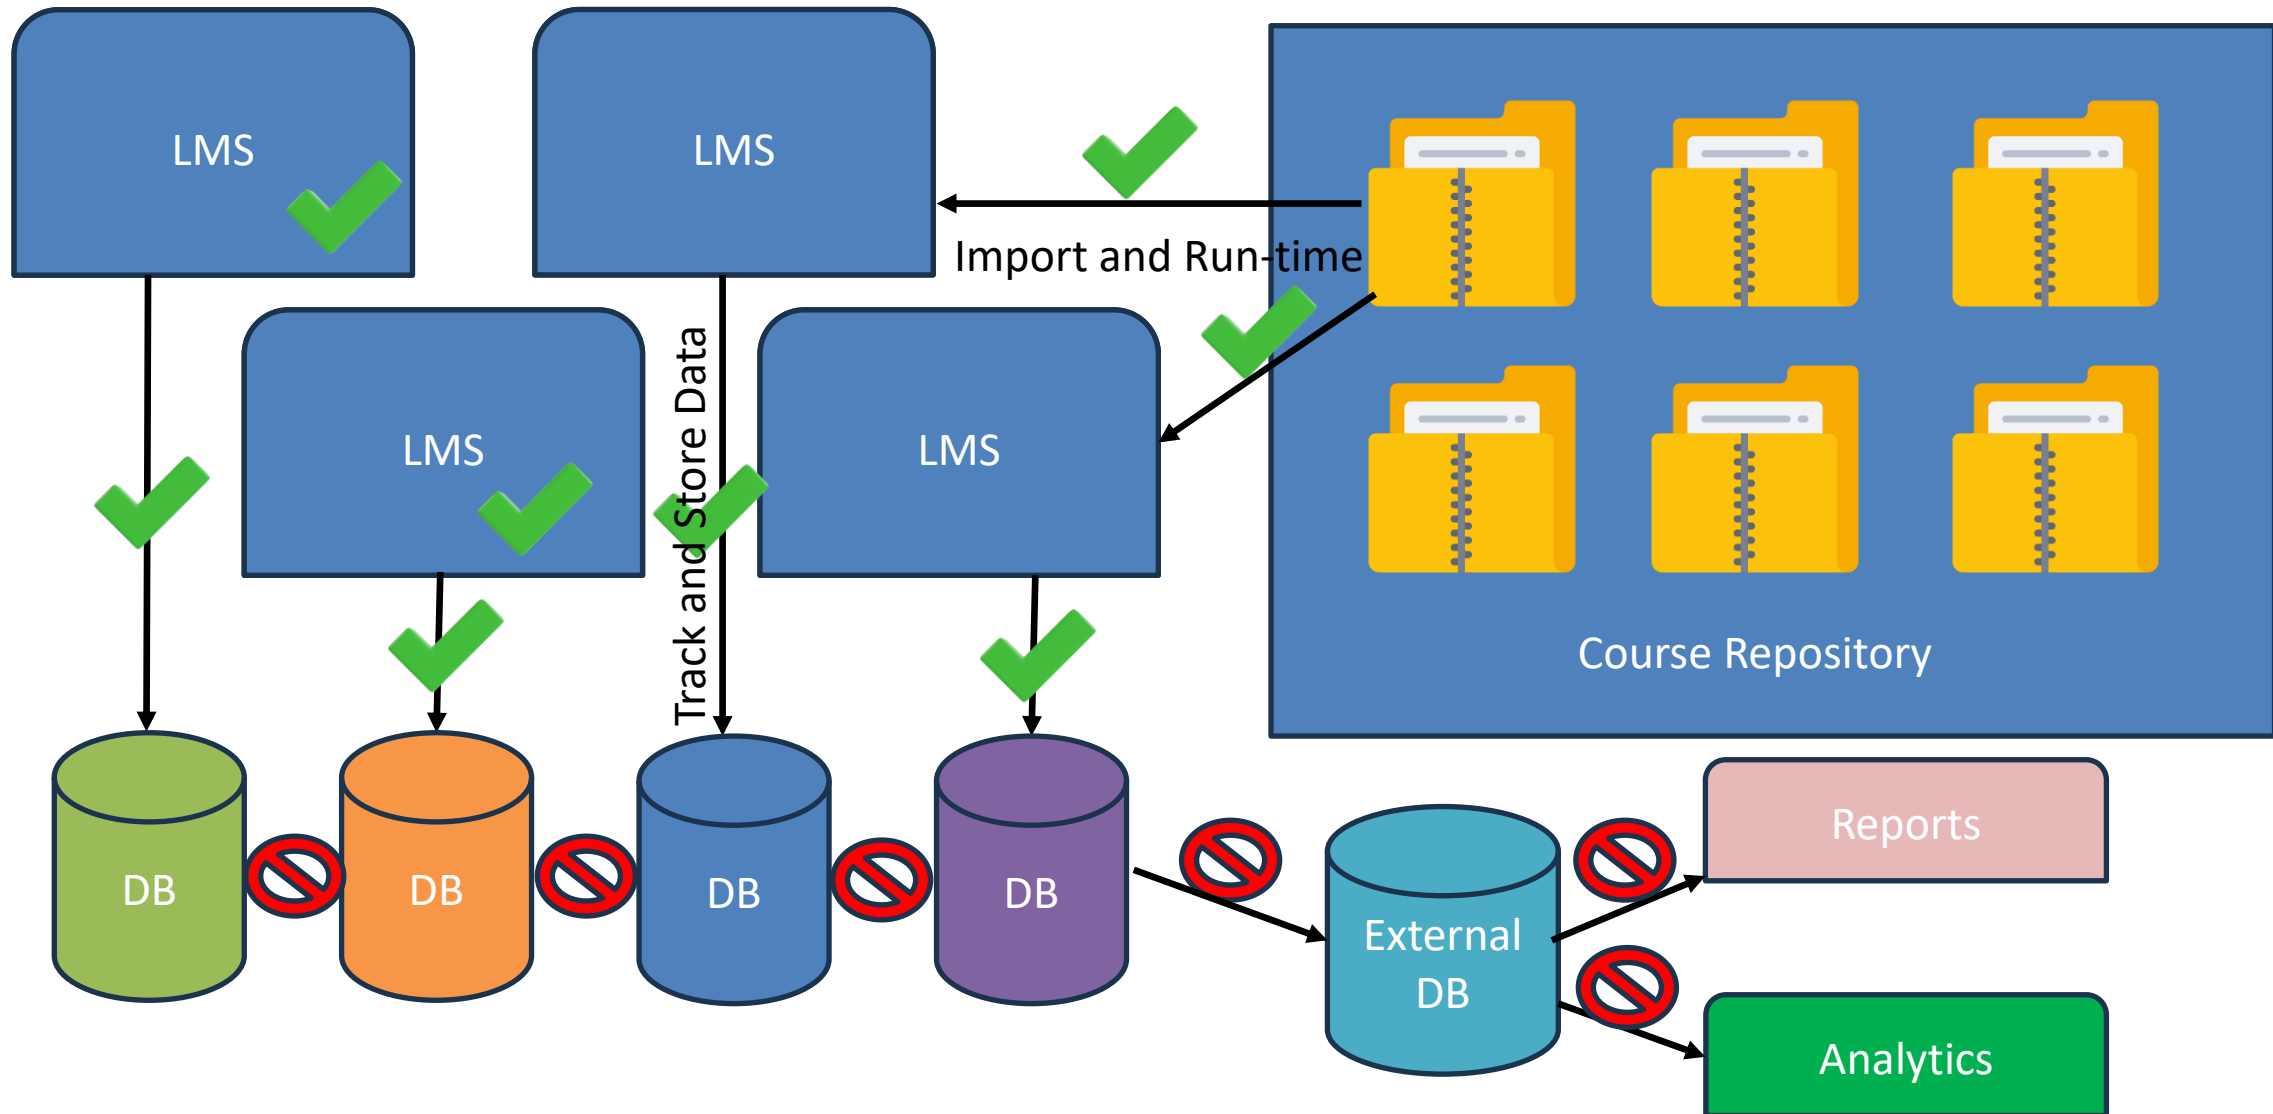 LMS
LMS
Import and Run-time
LMS
Track and Store Data
LMS
Course Repository
DB
DB
DB
DB
External
DB
Reports
Analytics